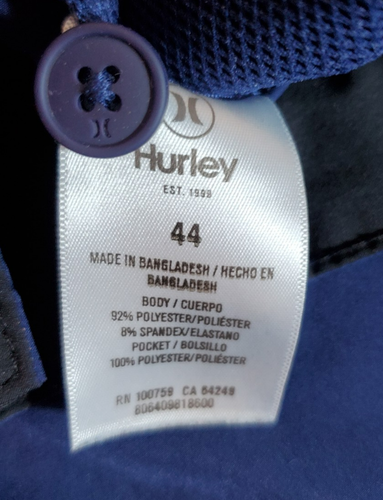 Hurley
EST. 1999
44
MADE IN BANGLADESH / HECHO EN
BANGLADESH
BODY / CUERPO
92% POLYESTER/POLIÉSTER
8% SPANDEX/ELASTANO
POCKET / BOLSILLO
100% POLYESTER/POLIÉSTER
RN 100759 CA 54249
806409818600